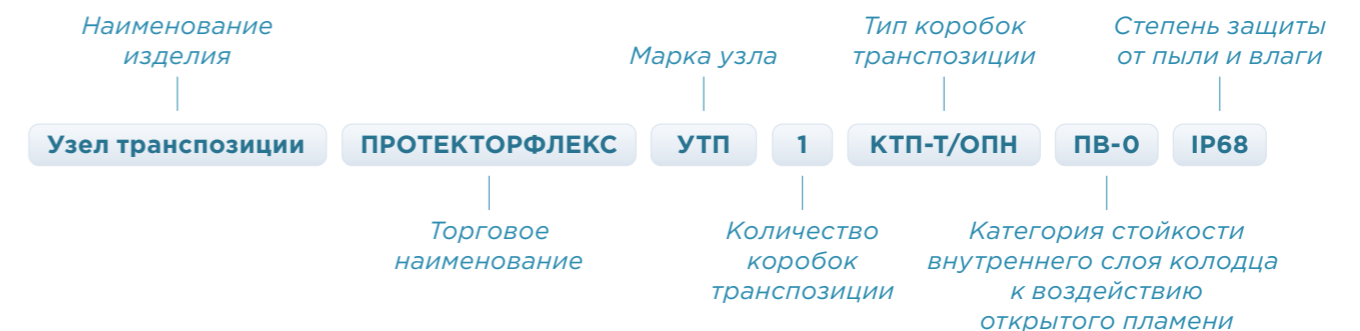 Наименование
изделия
Марка узла
Тип коробок
транспозиции
Степень защиты
от пыли и влаги
Узел транспозиции ПРОТЕКТОРФЛЕКС УТП 1 КТП-Т/ОПН ПВ-0 IP68
Торговое
наименование
Количество
коробок
транспозиции
Категория стойкости
внутреннего слоя колодца
к воздействию
открытого пламени